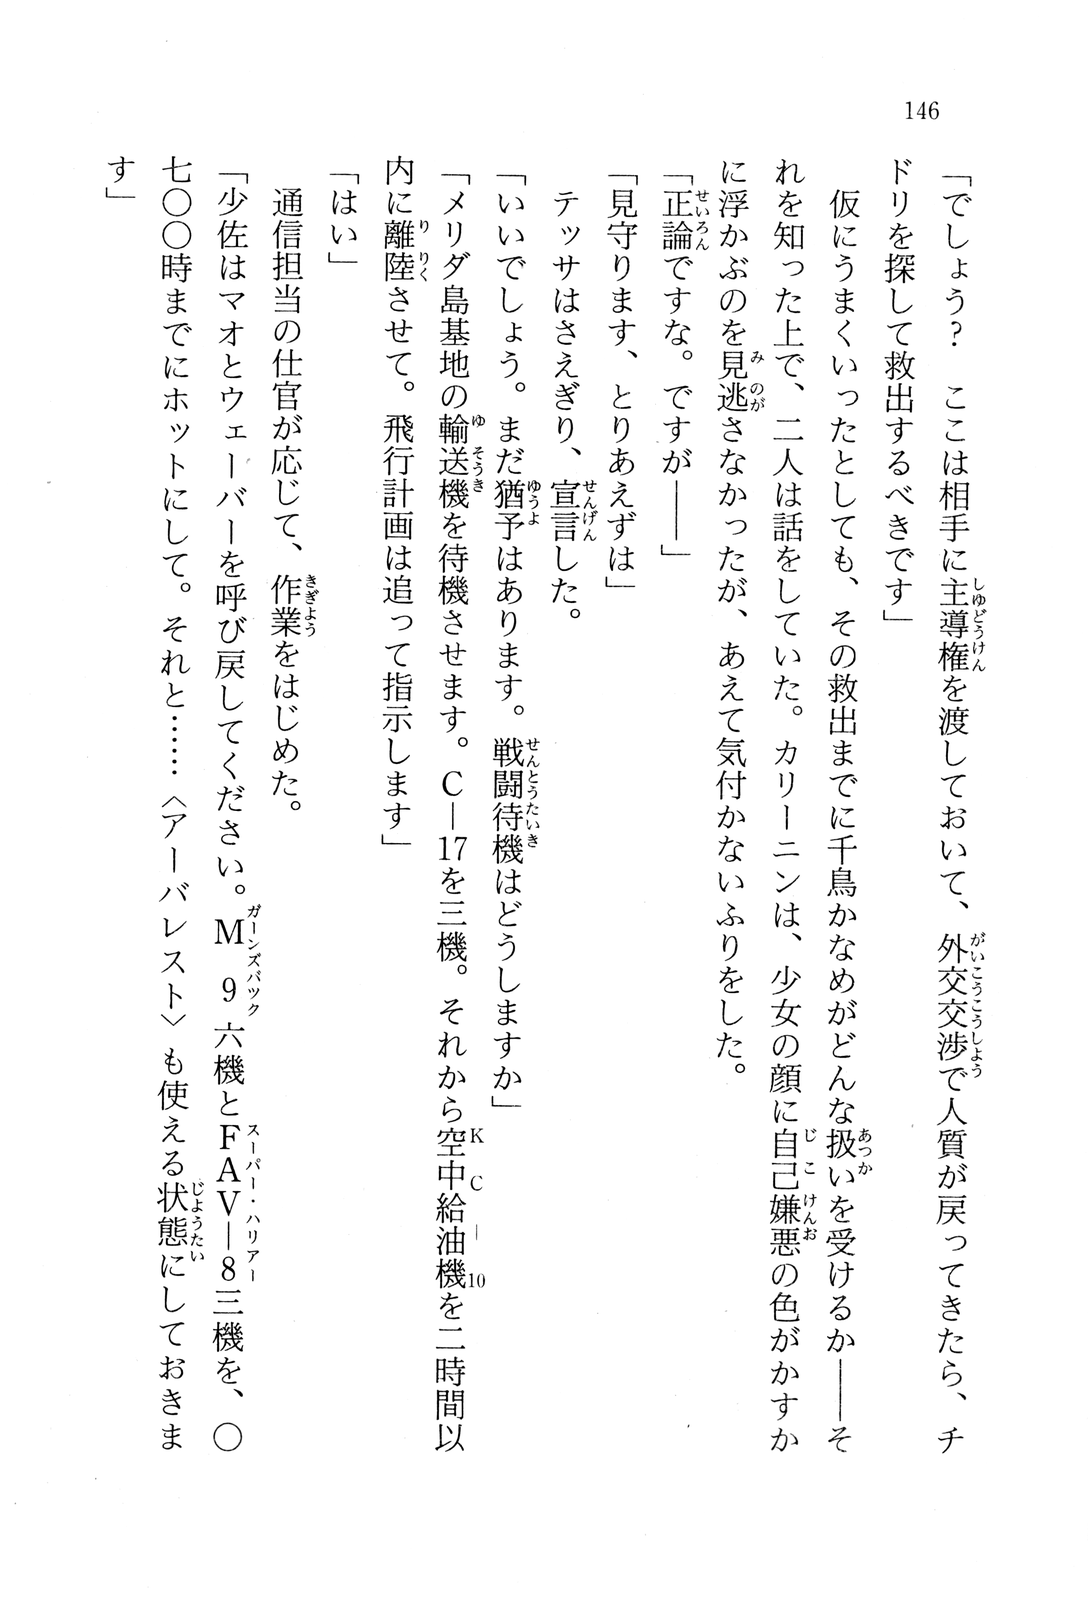 146
「でしょう？　ここは相手に主導権を渡しておいて、外交交渉で人質が戻ってきたら、チ
ドリを探して救出するべきです」
　仮にうまくいったとしても、その救出までに千鳥かなめがどんな扱いを受けるか――そ
れを知った上で、二人は話をしていた。カリーニンは、少女の顔に自己嫌悪の色がかすか
に浮かぶのを見逃さなかったが、あえて気付かないふりをした。
「正論ですな。ですが――」
「見守ります、とりあえずは」
　テッサはさえぎり、宣言した。
「いいでしょう。まだ猶予はあります。戦闘待機はどうしますか」
「メリダ島基地の輸送機を待機させます。C―17を三機。それから空中給油機を二時間以
内に離陸させて。飛行計画は追って指示します」
「はい」
　通信担当の仕官が応じて、作業をはじめた。
「少佐はマオとウェーバーを呼び戻してください。M9六機とFAV―8三機を、〇
七〇〇時までにホットにして。それと……〈アーバレスト〉も使える状態にしておきま
す」